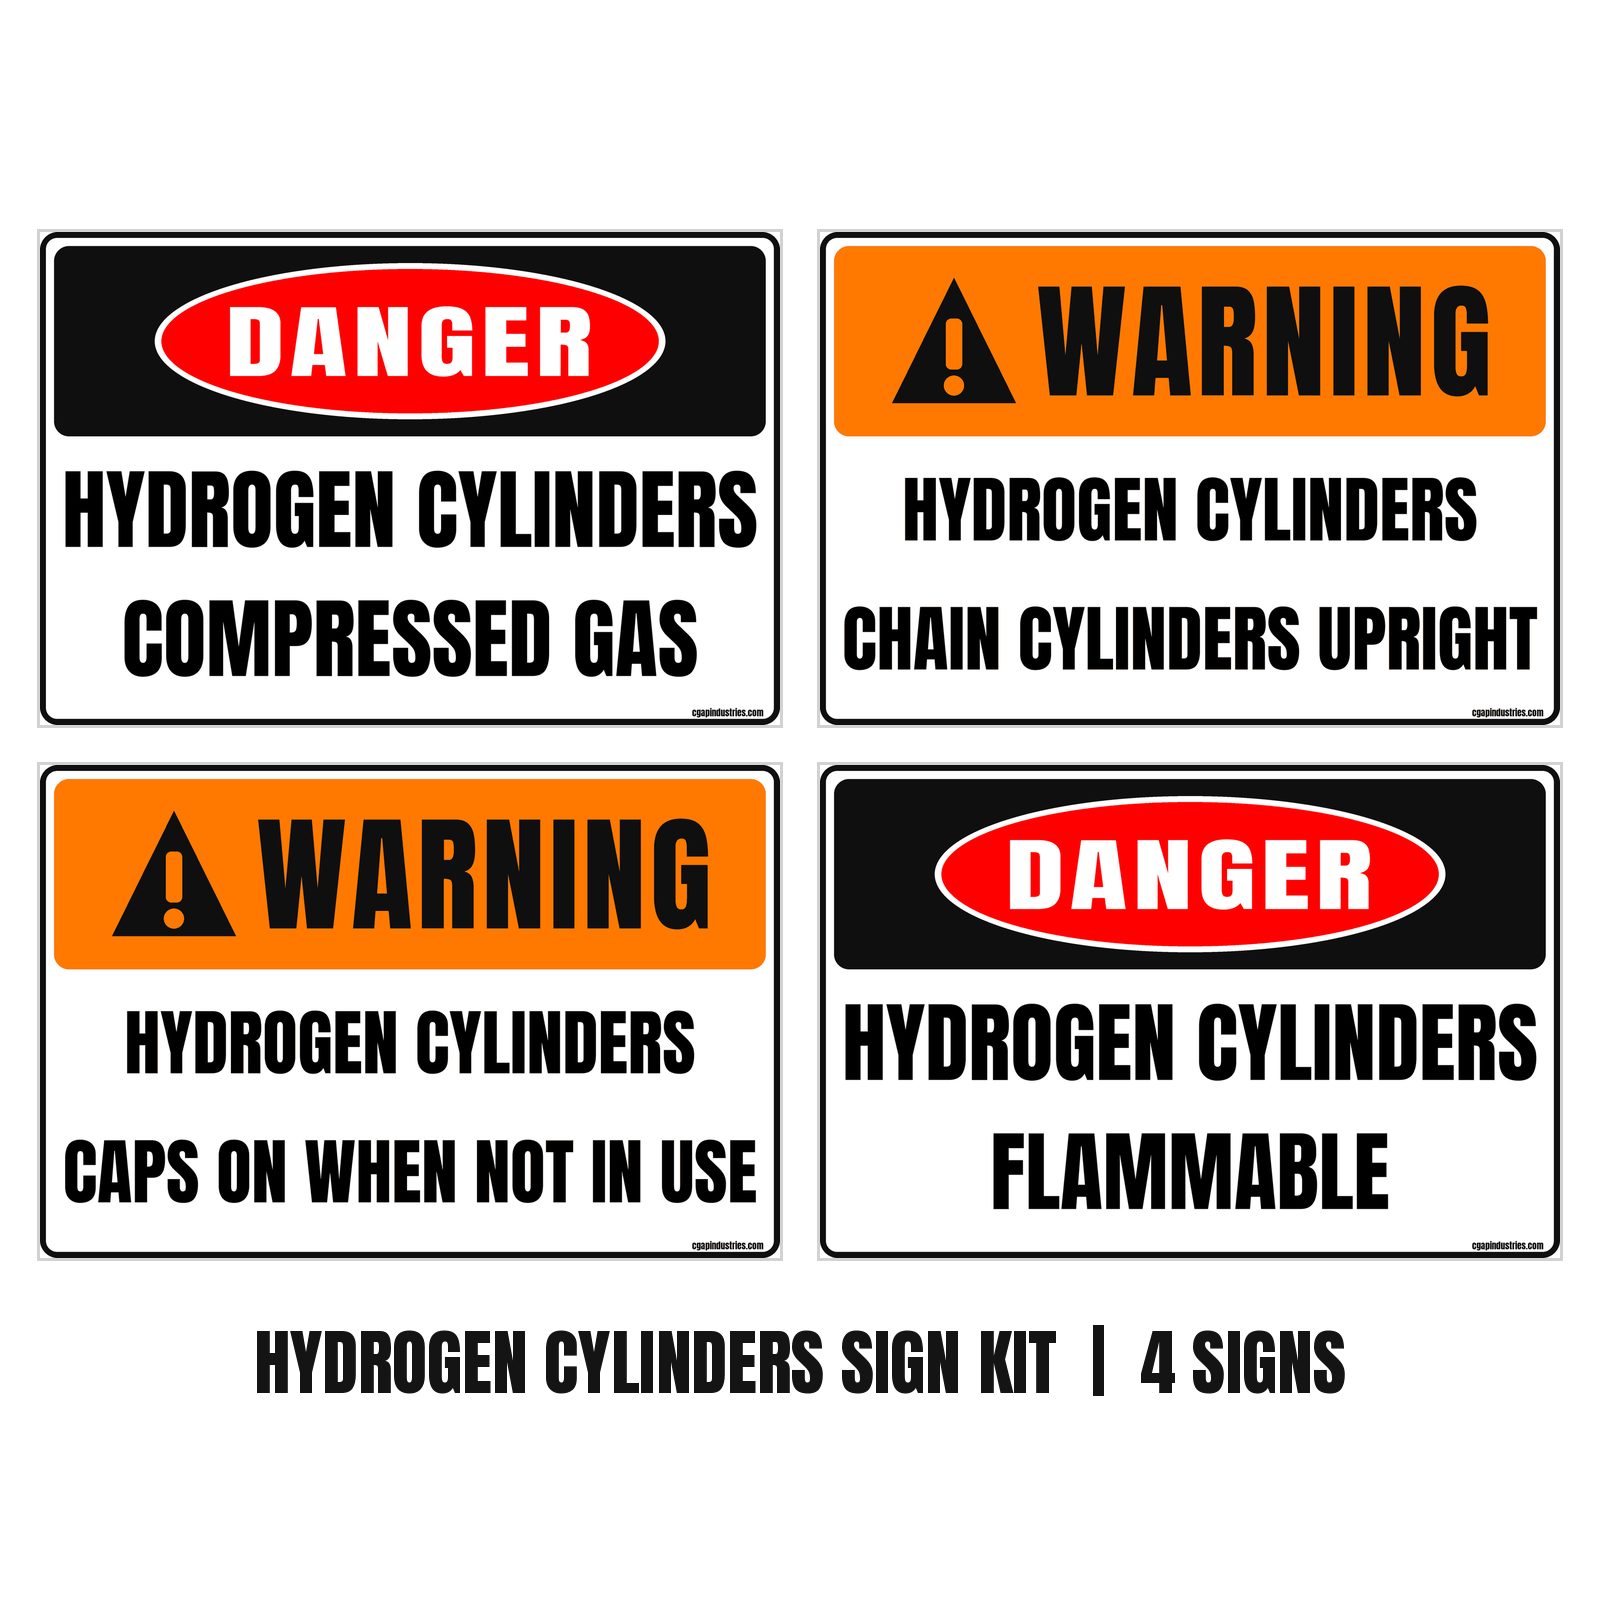 DANGER
HYDROGEN CYLINDERS
COMPRESSED GAS
cgapindustries.com
WARNING
HYDROGEN CYLINDERS
CHAIN CYLINDERS UPRIGHT
cgapindustries.com
WARNING
HYDROGEN CYLINDERS
CAPS ON WHEN NOT IN USE
cgapindustries.com
DANGER
HYDROGEN CYLINDERS
FLAMMABLE
cgapindustries.com
HYDROGEN CYLINDERS SIGN KIT | 4 SIGNS